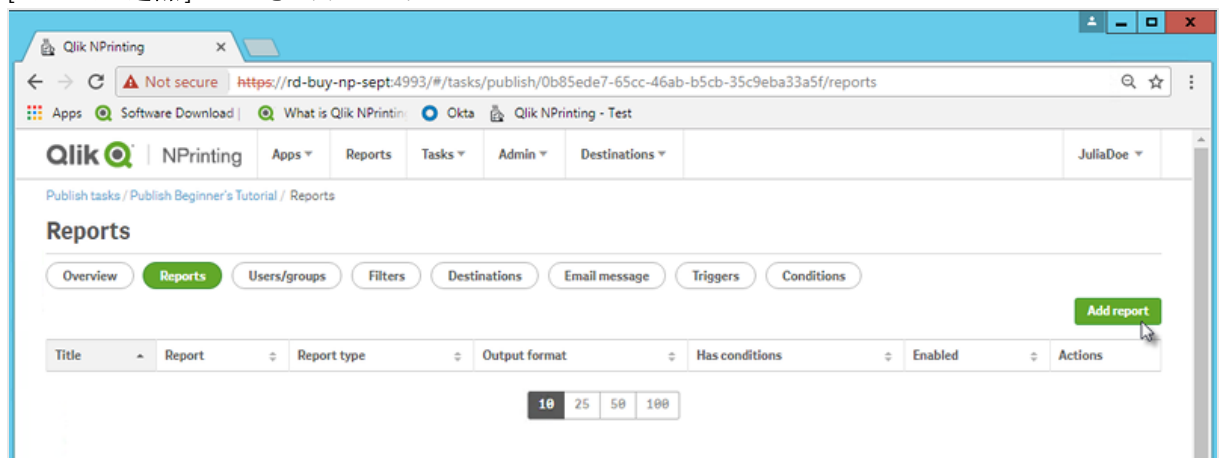 Qlik NPrinting
Not secure https://rd-buy-np-sept:4993/#/tasks/publish/0b85ede7-65cc-46ab-b5cb-35c9eba33a5f/reports
Apps Software Download | What is Qlik NPrinting Okta Qlik NPrinting - Test
Qlik NPrinting Apps Reports Tasks Admin Destinations JuliaDoe
Publish tasks / Publish Beginner's Tutorial / Reports
Reports
Overview Reports Users/groups Filters Destinations Email message Triggers Conditions
Add report
Title Report Report type Output format Has conditions Enabled Actions
10 25 50 100